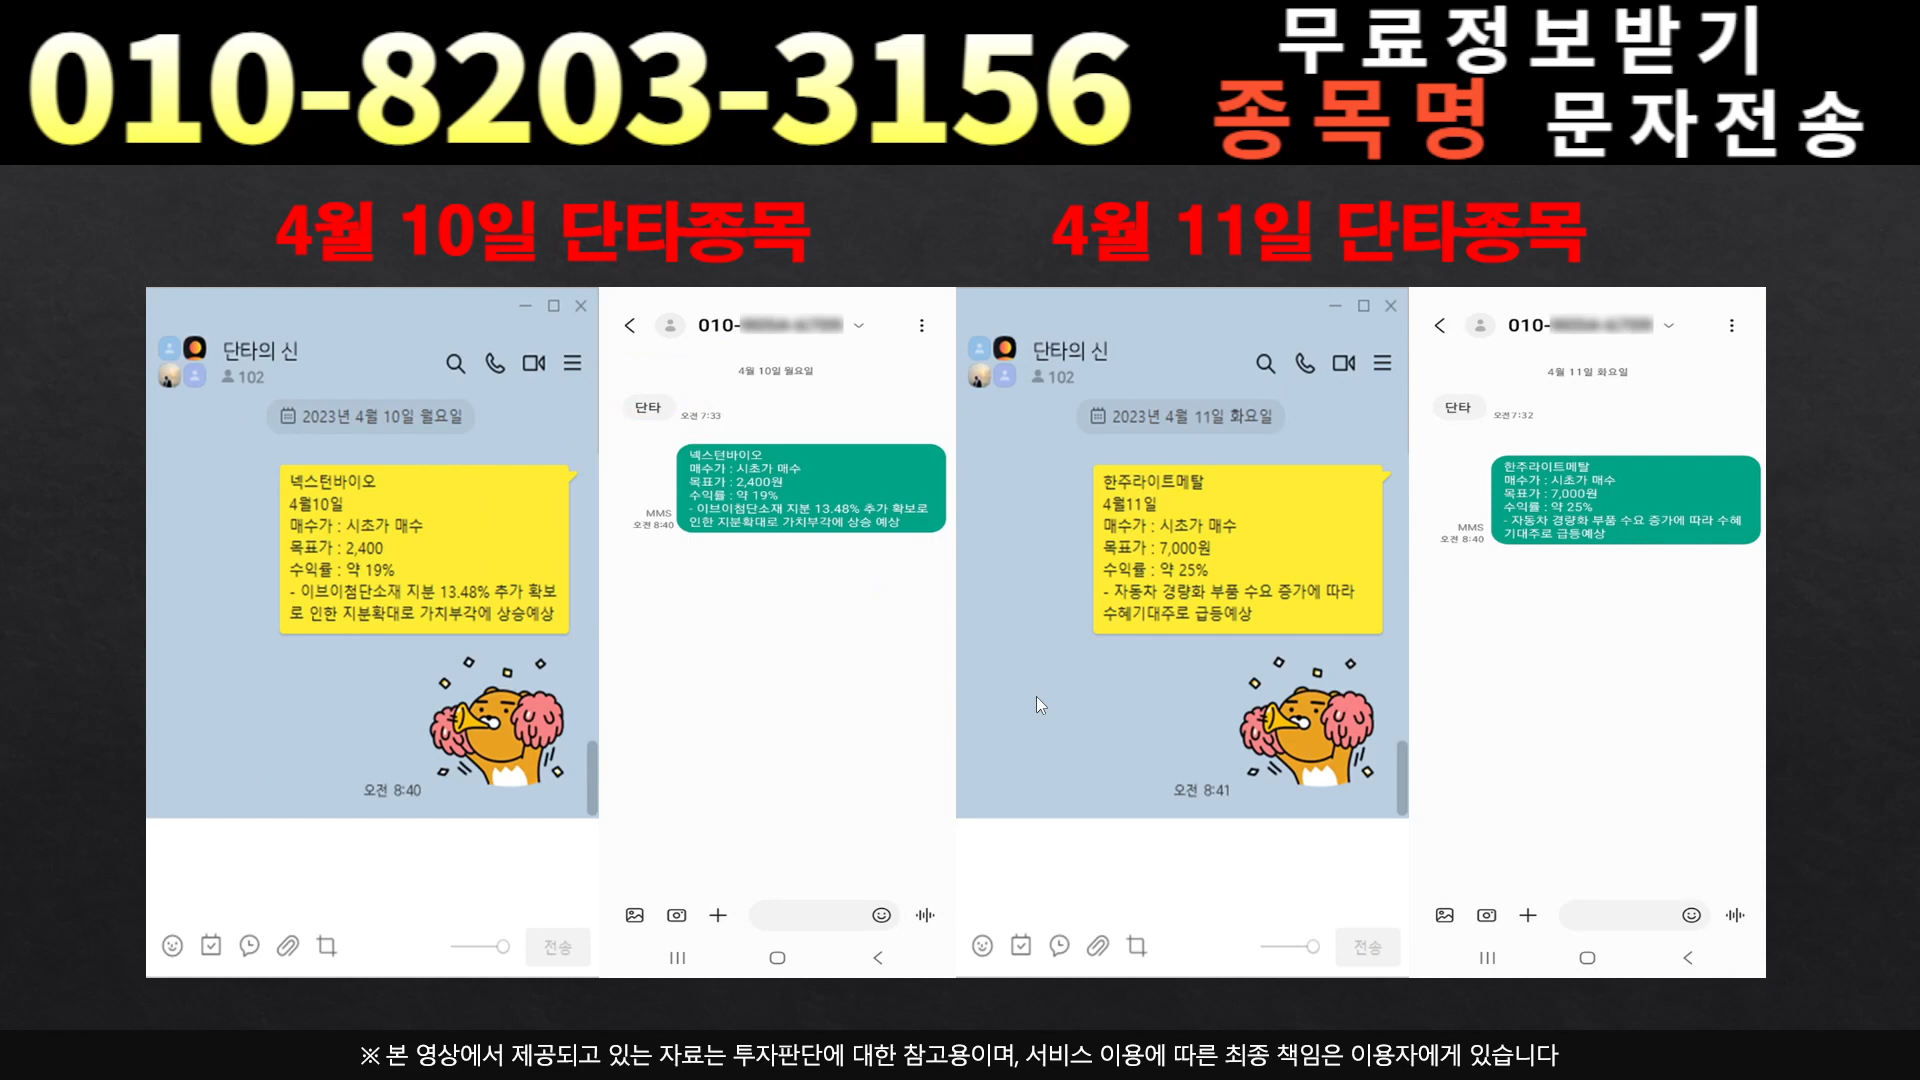 010-8203-3156
무료정보받기
종목명 문자전송
4월 10일 단타종목
4월 11일 단타종목
단타의 신
102
2023년 4월 10일 월요일
넥스턴바이오
4월10일
매수가 : 시초가 매수
목표가 : 2,400
수익률 : 약 19%
- 이브이첨단소재 지분 13.48% 추가 확보
로 인한 지분확대로 가치부각에 상승예상
오전 8:40
전송
010-
4월 10일 월요일
단타
오전 7:33
넥스턴바이오
매수가 : 시초가 매수
목표가 : 2,400원
수익률 : 약 19%
- 이브이첨단소재 지분 13.48% 추가 확보로
인한 지분확대로 가치부각에 상승 예상
MMS
오전 8:40
단타의 신
102
2023년 4월 11일 화요일
한주라이트메탈
4월11일
매수가 : 시초가 매수
목표가 : 7,000원
수익률 : 약 25%
- 자동차 경량화 부품 수요 증가에 따라
수혜기대주로 급등예상
오전 8:41
전송
010-
4월 11일 화요일
단타
오전 7:32
한주라이트메탈
매수가 : 시초가 매수
목표가 : 7,000원
수익률 : 약 25%
- 자동차 경량화 부품 수요 증가에 따라 수혜
기대주로 급등예상
MMS
오전 8:40
※ 본 영상에서 제공되고 있는 자료는 투자판단에 대한 참고용이며, 서비스 이용에 따른 최종 책임은 이용자에게 있습니다